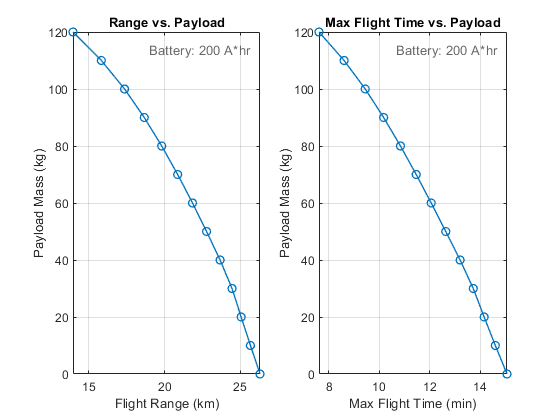 Range vs. Payload
Battery: 200 A*hr
120
100
80
60
40
20
0
Payload Mass (kg)
15 20 25
Flight Range (km)
Max Flight Time vs. Payload
Battery: 200 A*hr
120
100
80
60
40
20
0
Payload Mass (kg)
8 10 12 14
Max Flight Time (min)